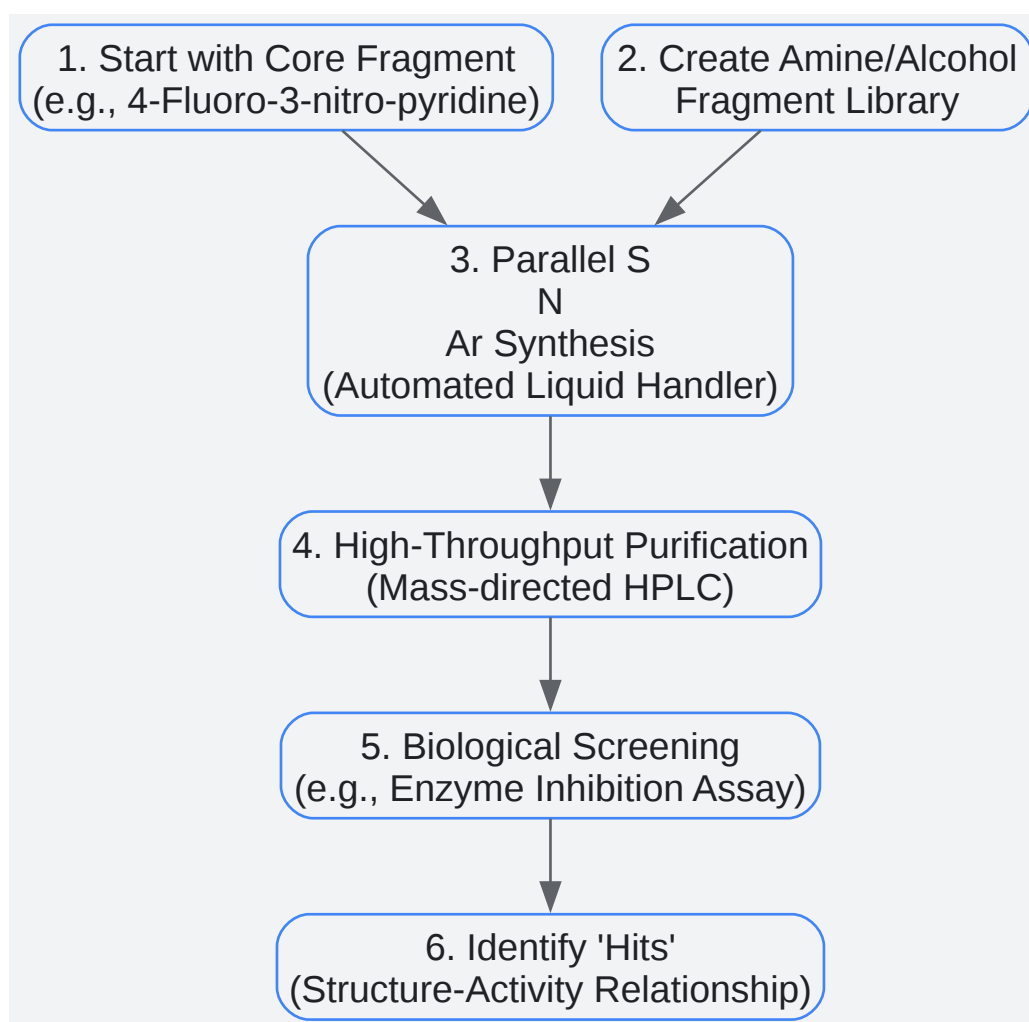 1. Start with Core Fragment
(e.g., 4-Fluoro-3-nitro-pyridine)
2. Create Amine/Alcohol
Fragment Library
3. Parallel S
N
Ar Synthesis
(Automated Liquid Handler)
4. High-Throughput Purification
(Mass-directed HPLC)
5. Biological Screening
(e.g., Enzyme Inhibition Assay)
6. Identify 'Hits'
(Structure-Activity Relationship)